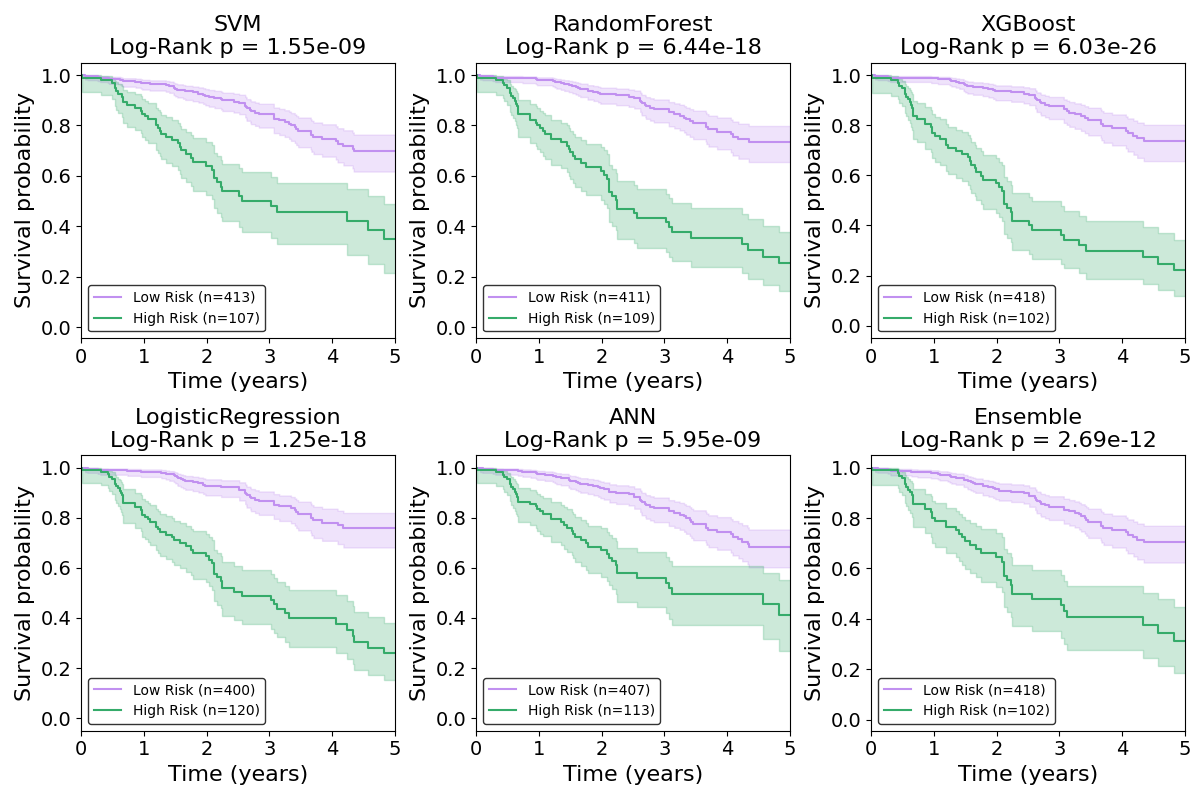 SVM
Log-Rank p = 1.55e-09
Survival probability
1.0
0.8
0.6
0.4
0.2
0.0
Low Risk (n=413)
High Risk (n=107)
0 1 2 3 4 5
Time (years)
RandomForest
Log-Rank p = 6.44e-18
Survival probability
1.0
0.8
0.6
0.4
0.2
0.0
Low Risk (n=411)
High Risk (n=109)
0 1 2 3 4 5
Time (years)
XGBoost
Log-Rank p = 6.03e-26
Survival probability
1.0
0.8
0.6
0.4
0.2
0.0
Low Risk (n=418)
High Risk (n=102)
0 1 2 3 4 5
Time (years)
LogisticRegression
Log-Rank p = 1.25e-18
Survival probability
1.0
0.8
0.6
0.4
0.2
0.0
Low Risk (n=400)
High Risk (n=120)
0 1 2 3 4 5
Time (years)
ANN
Log-Rank p = 5.95e-09
Survival probability
1.0
0.8
0.6
0.4
0.2
0.0
Low Risk (n=407)
High Risk (n=113)
0 1 2 3 4 5
Time (years)
Ensemble
Log-Rank p = 2.69e-12
Survival probability
1.0
0.8
0.6
0.4
0.2
0.0
Low Risk (n=418)
High Risk (n=102)
0 1 2 3 4 5
Time (years)